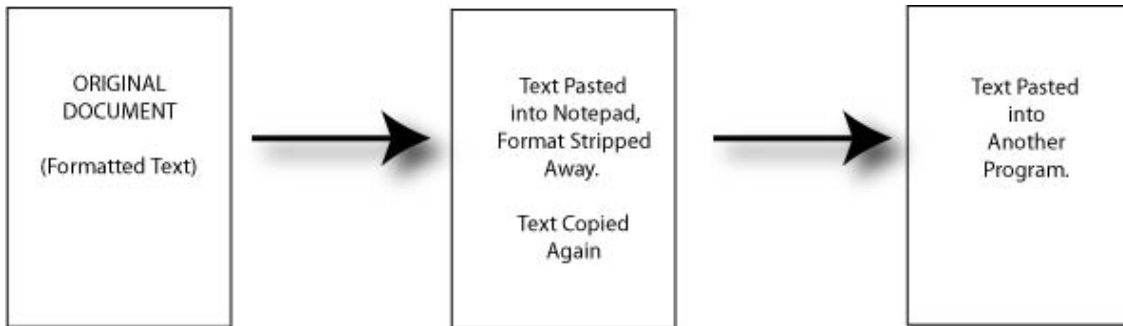 ORIGINAL
DOCUMENT
(Formatted Text)
Text Pasted
into Notepad,
Format Stripped
Away.
Text Copied
Again
Text Pasted
into
Another
Program.